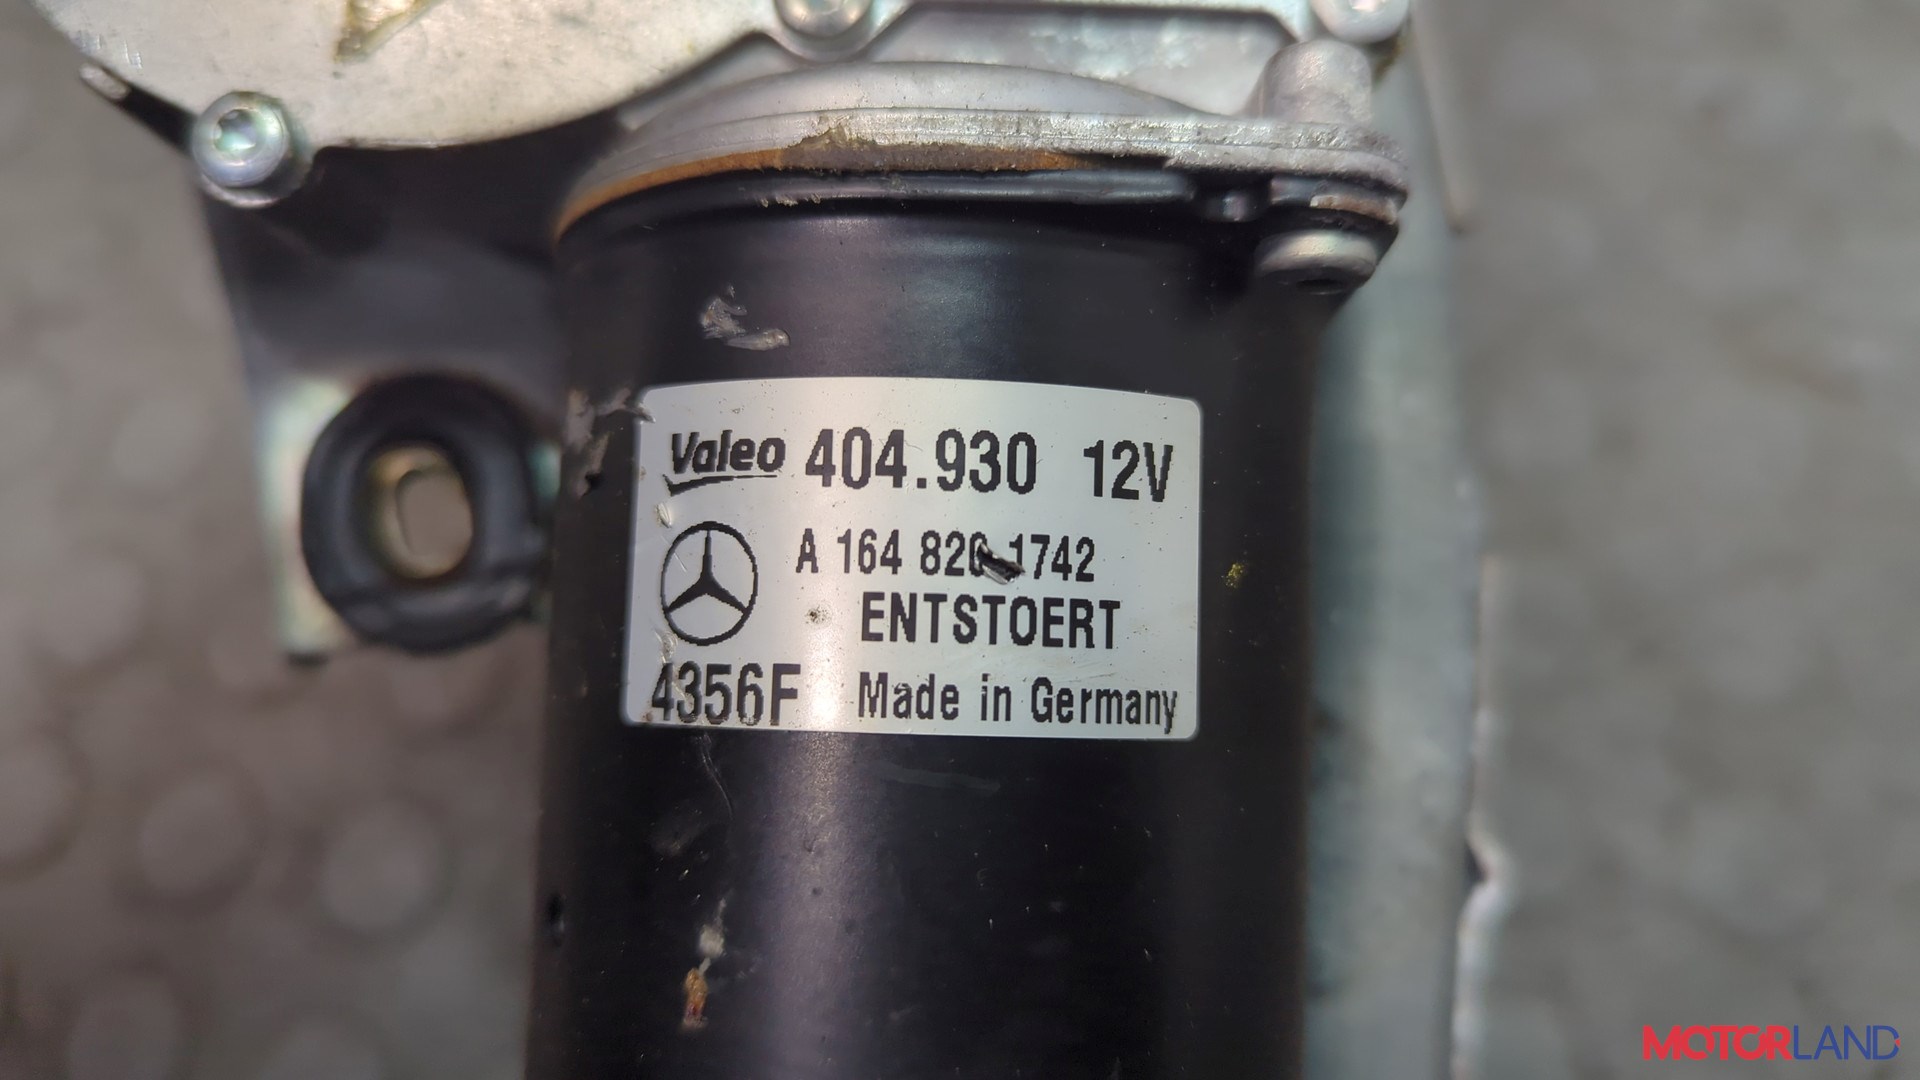 Valeo 404.930 12V
A 164 820 1742
ENTSTOERT
4356F Made in Germany
MOTORLAND